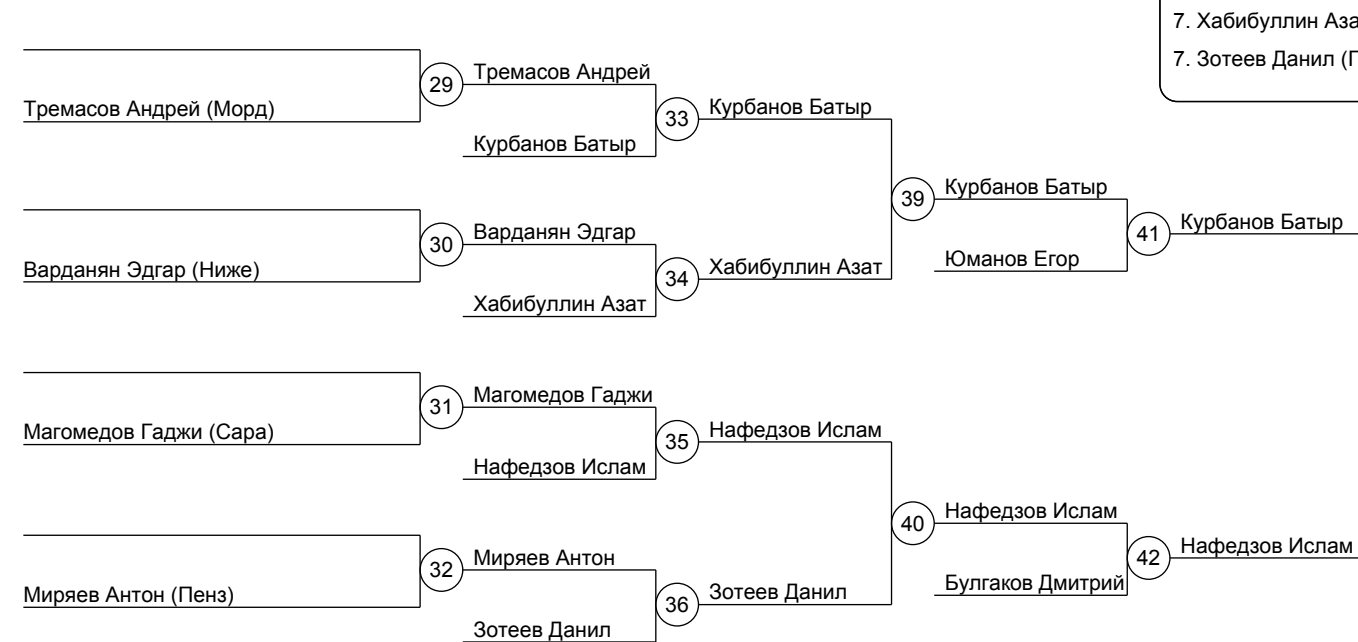 7. Хабибуллин Аза
7. Зотеев Данил (П
29
Тремасов Андрей
Тремасов Андрей (Морд)
33
Курбанов Батыр
Курбанов Батыр
39
Курбанов Батыр
30
Варданян Эдгар
41
Курбанов Батыр
Варданян Эдгар (Ниже)
34
Хабибуллин Азат
Юманов Егор
Хабибуллин Азат
31
Магомедов Гаджи
Магомедов Гаджи (Сара)
35
Нафедзов Ислам
Нафедзов Ислам
40
Нафедзов Ислам
32
Миряев Антон
42
Нафедзов Ислам
Миряев Антон (Пенз)
36
Зотеев Данил
Булгаков Дмитрий
Зотеев Данил